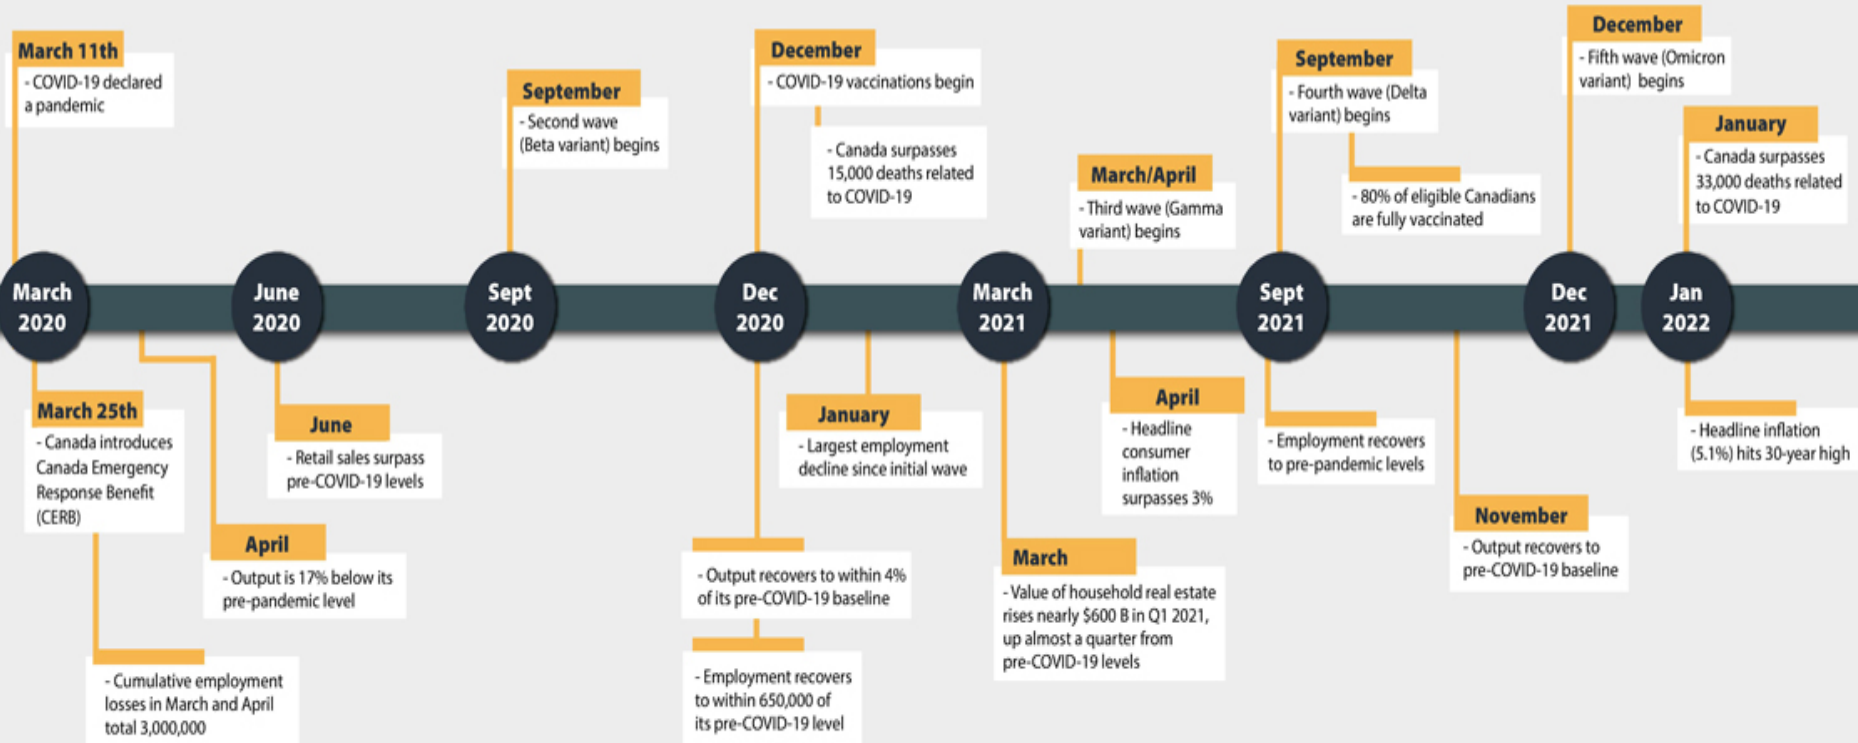 March 11th
- COVID-19 declared
a pandemic
September
- Second wave
(Beta variant) begins
December
- COVID-19 vaccinations begin
- Canada surpasses
15,000 deaths related
to COVID-19
March/April
- Third wave (Gamma
variant) begins
September
- Fourth wave (Delta
variant) begins
- 80% of eligible Canadians
are fully vaccinated
December
- Fifth wave (Omicron
variant) begins
January
- Canada surpasses
33,000 deaths related
to COVID-19
March
2020
June
2020
Sept
2020
Dec
2020
March
2021
Sept
2021
Dec
2021
Jan
2022
March 25th
- Canada introduces
Canada Emergency
Response Benefit
(CERB)
- Cumulative employment
losses in March and April
total 3,000,000
April
- Output is 17% below its
pre-pandemic level
June
- Retail sales surpass
pre-COVID-19 levels
- Output recovers to within 4%
of its pre-COVID-19 baseline
- Employment recovers
to within 650,000 of
its pre-COVID-19 level
January
- Largest employment
decline since initial wave
March
- Value of household real estate
rises nearly $600 B in Q1 2021,
up almost a quarter from
pre-COVID-19 levels
April
- Headline
consumer
inflation
surpasses 3%
- Employment recovers
to pre-pandemic levels
November
- Output recovers to
pre-COVID-19 baseline
- Headline inflation
(5.1%) hits 30-year high